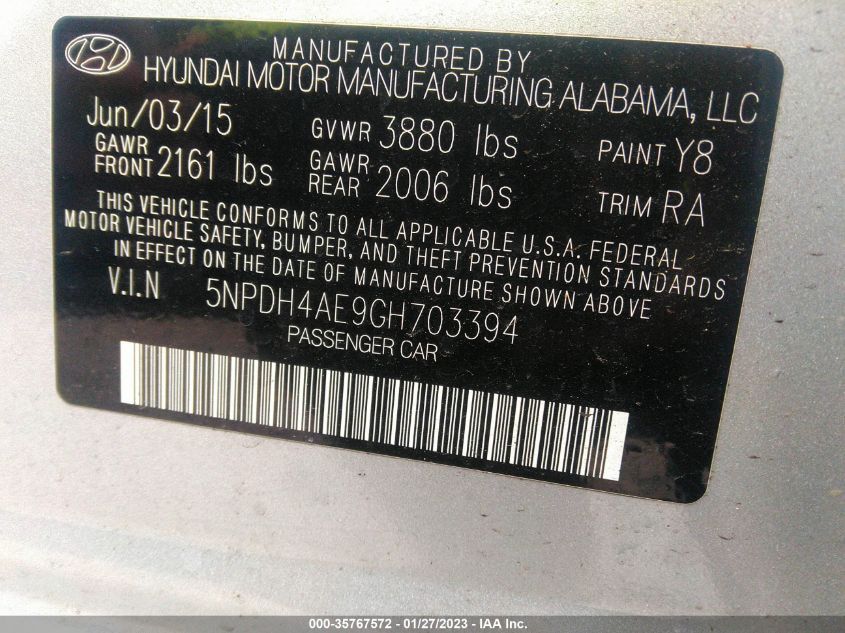 MANUFACTURED BY
HYUNDAI MOTOR MANUFACTURING ALABAMA, LLC
Jun/03/15 GVWR 3880 lbs PAINT Y8
GAWR FRONT 2161 lbs GAWR REAR 2006 lbs TRIM RA
THIS VEHICLE CONFORMS TO ALL APPLICABLE U.S.A. FEDERAL
MOTOR VEHICLE SAFETY, BUMPER, AND THEFT PREVENTION STANDARDS
IN EFFECT ON THE DATE OF MANUFACTURE SHOWN ABOVE
V.I.N 5NPDH4AE9GH703394
PASSENGER CAR
000-35767572 - 01/27/2023 - IAA Inc.